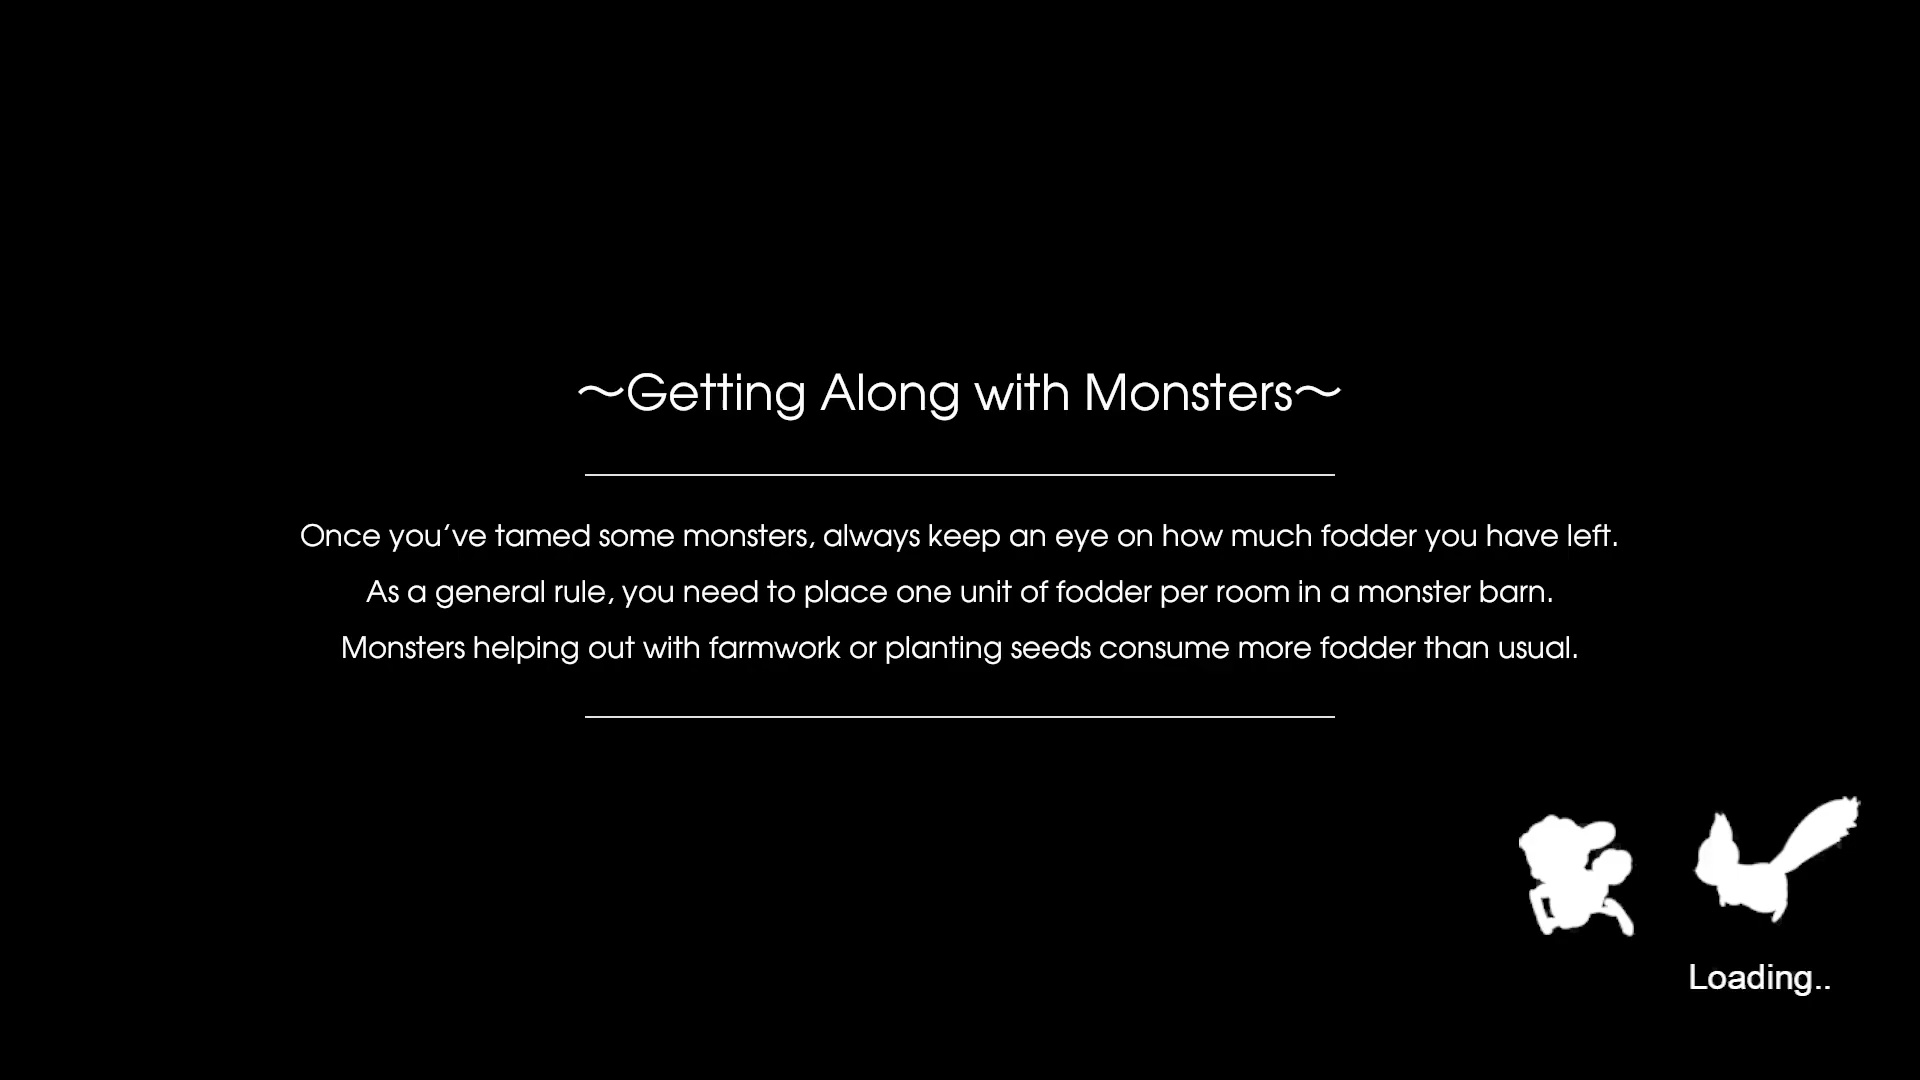 ～Getting Along with Monsters～
Once you've tamed some monsters, always keep an eye on how much fodder you have left.
As a general rule, you need to place one unit of fodder per room in a monster barn.
Monsters helping out with farmwork or planting seeds consume more fodder than usual.
Loading..